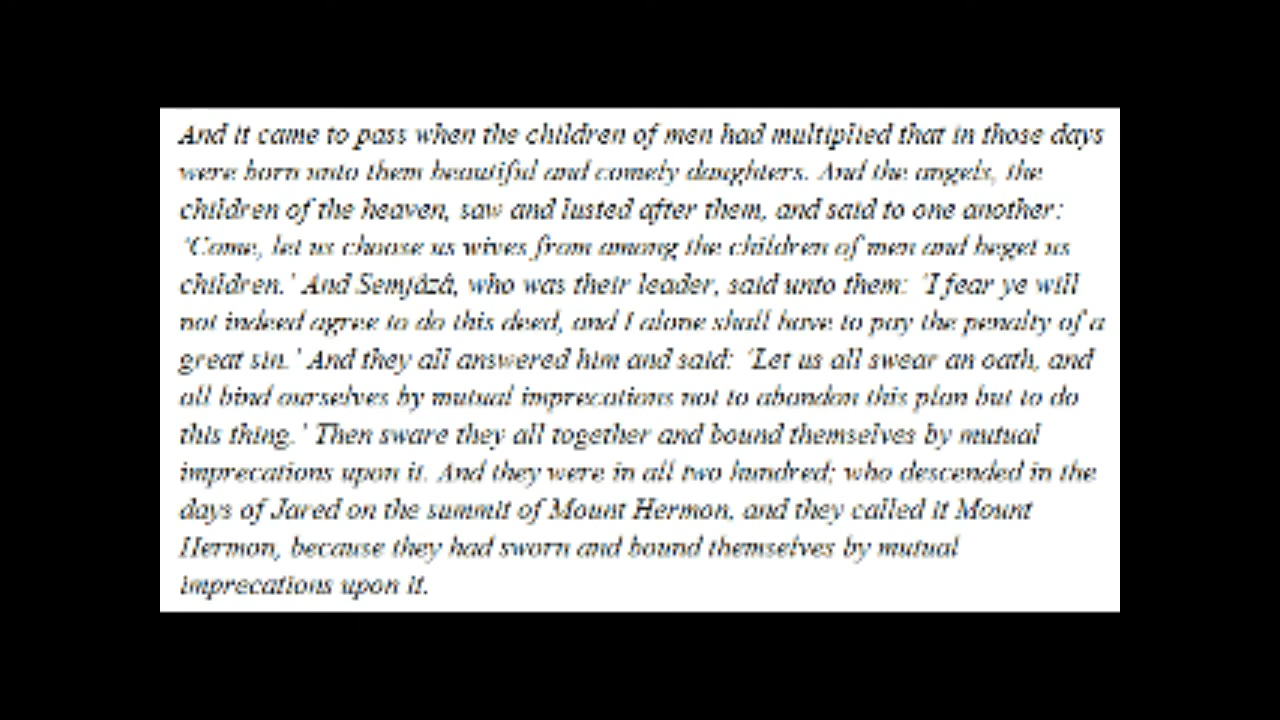 And it came to pass when the children of men had multiplied that in those days
were born unto them beautiful and comely daughters. And the angels, the
children of the heaven, saw and lusted after them, and said to one another:
'Come, let us choose us wives from among the children of men and beget us
children.' And Semjâzâ, who was their leader, said unto them: 'I fear ye will
not indeed agree to do this deed, and I alone shall have to pay the penalty of a
great sin.' And they all answered him and said: 'Let us all swear an oath, and
all bind ourselves by mutual imprecations not to abandon this plan but to do
this thing.' Then sware they all together and bound themselves by mutual
imprecations upon it. And they were in all two hundred; who descended in the
days of Jared on the summit of Mount Hermon, and they called it Mount
Hermon, because they had sworn and bound themselves by mutual
imprecations upon it.